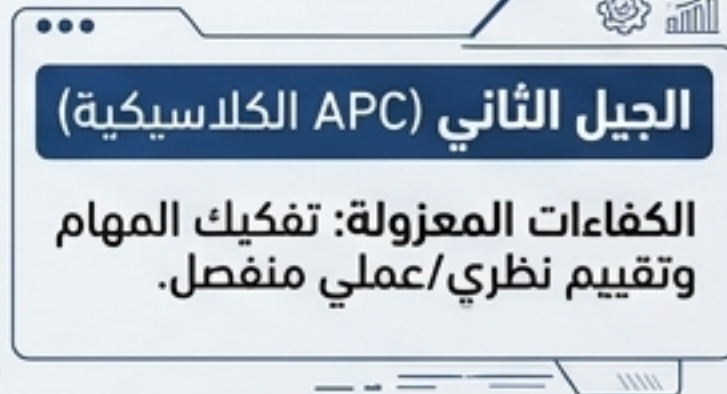 الجيل الثاني (APC الكلاسيكية)
الكفاءات المعزولة: تفكيك المهام
وتقييم نظري/عملي منفصل.